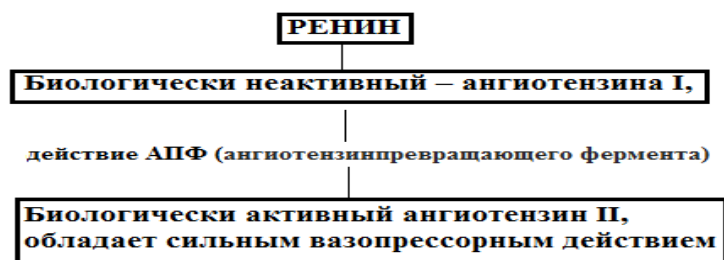 РЕНИН
Биологически неактивный – ангиотензина I,
действие АПФ (ангиотензинпревращающего фермента)
Биологически активный ангиотензин II,
обладает сильным вазопрессорным действием